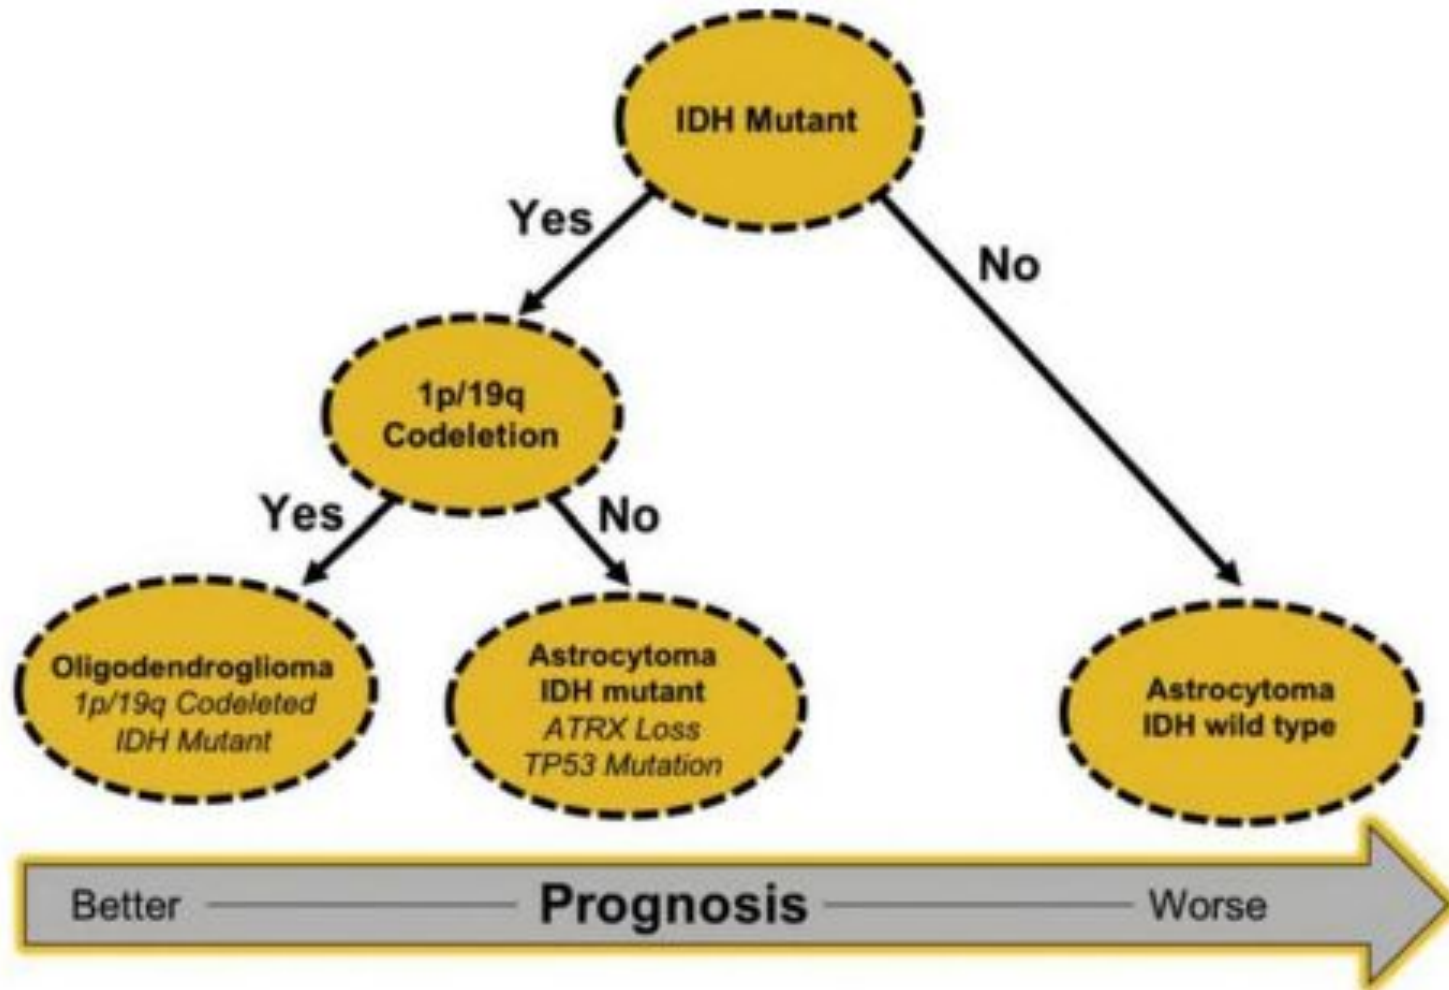 IDH Mutant
Yes
No
1p/19q
Codeletion
Yes
No
Oligodendroglioma
1p/19q Codeleted
IDH Mutant
Astrocytoma
IDH mutant
ATRX Loss
TP53 Mutation
Astrocytoma
IDH wild type
Better Prognosis Worse